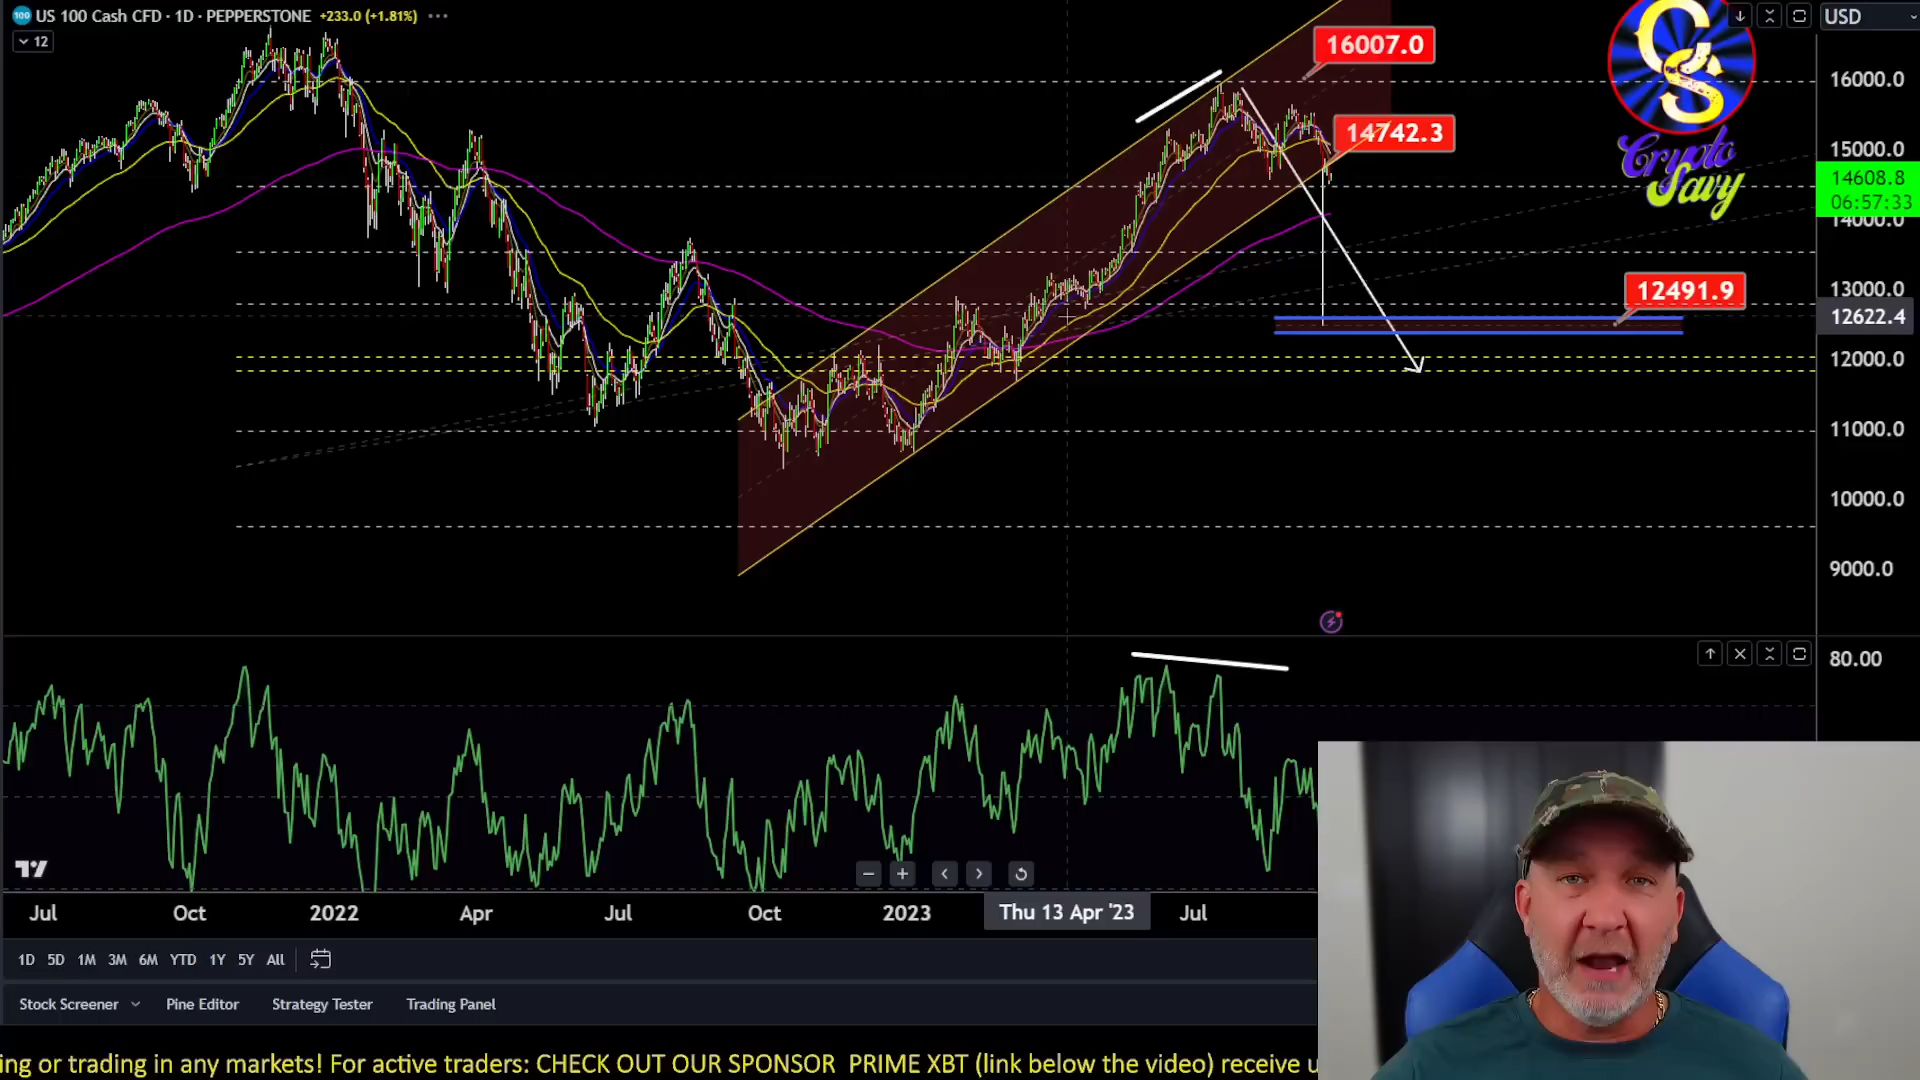 100 US 100 Cash CFD · 1D · PEPPERSTONE +233.0 (+1.81%) ···
12
USD
16007.0
14742.3
12491.9
Crypto
Savy
16000.0
15000.0
14608.8
06:57:33
14000.0
13000.0
12622.4
12000.0
11000.0
10000.0
9000.0
80.00
Jul Oct 2022 Apr Jul Oct 2023 Thu 13 Apr '23 Jul
1D 5D 1M 3M 6M YTD 1Y 5Y All
Stock Screener Pine Editor Strategy Tester Trading Panel
ing or trading in any markets! For active traders: CHECK OUT OUR SPONSOR PRIME XBT (link below the video) receive u